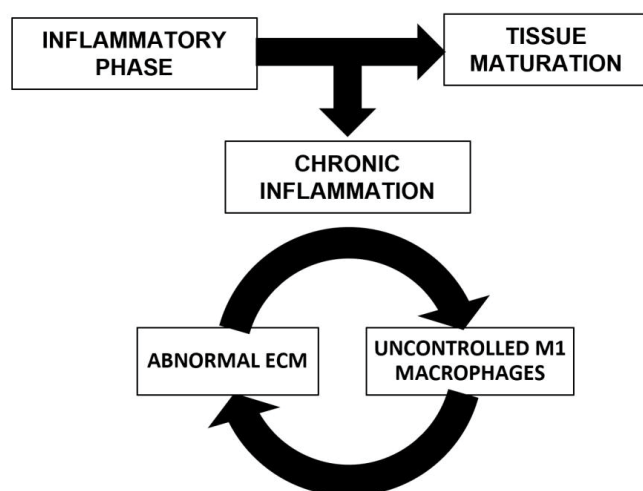 INFLAMMATORY
PHASE
TISSUE
MATURATION
CHRONIC
INFLAMMATION
ABNORMAL ECM
UNCONTROLLED M1
MACROPHAGES